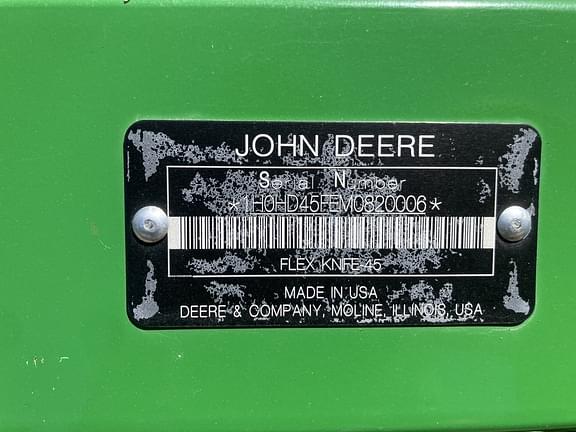 JOHN DEERE
Serial Number
*1H0HD45FEM0820006*
FLEX KNIFE 45
MADE IN USA
DEERE & COMPANY, MOLINE, ILLINOIS, USA